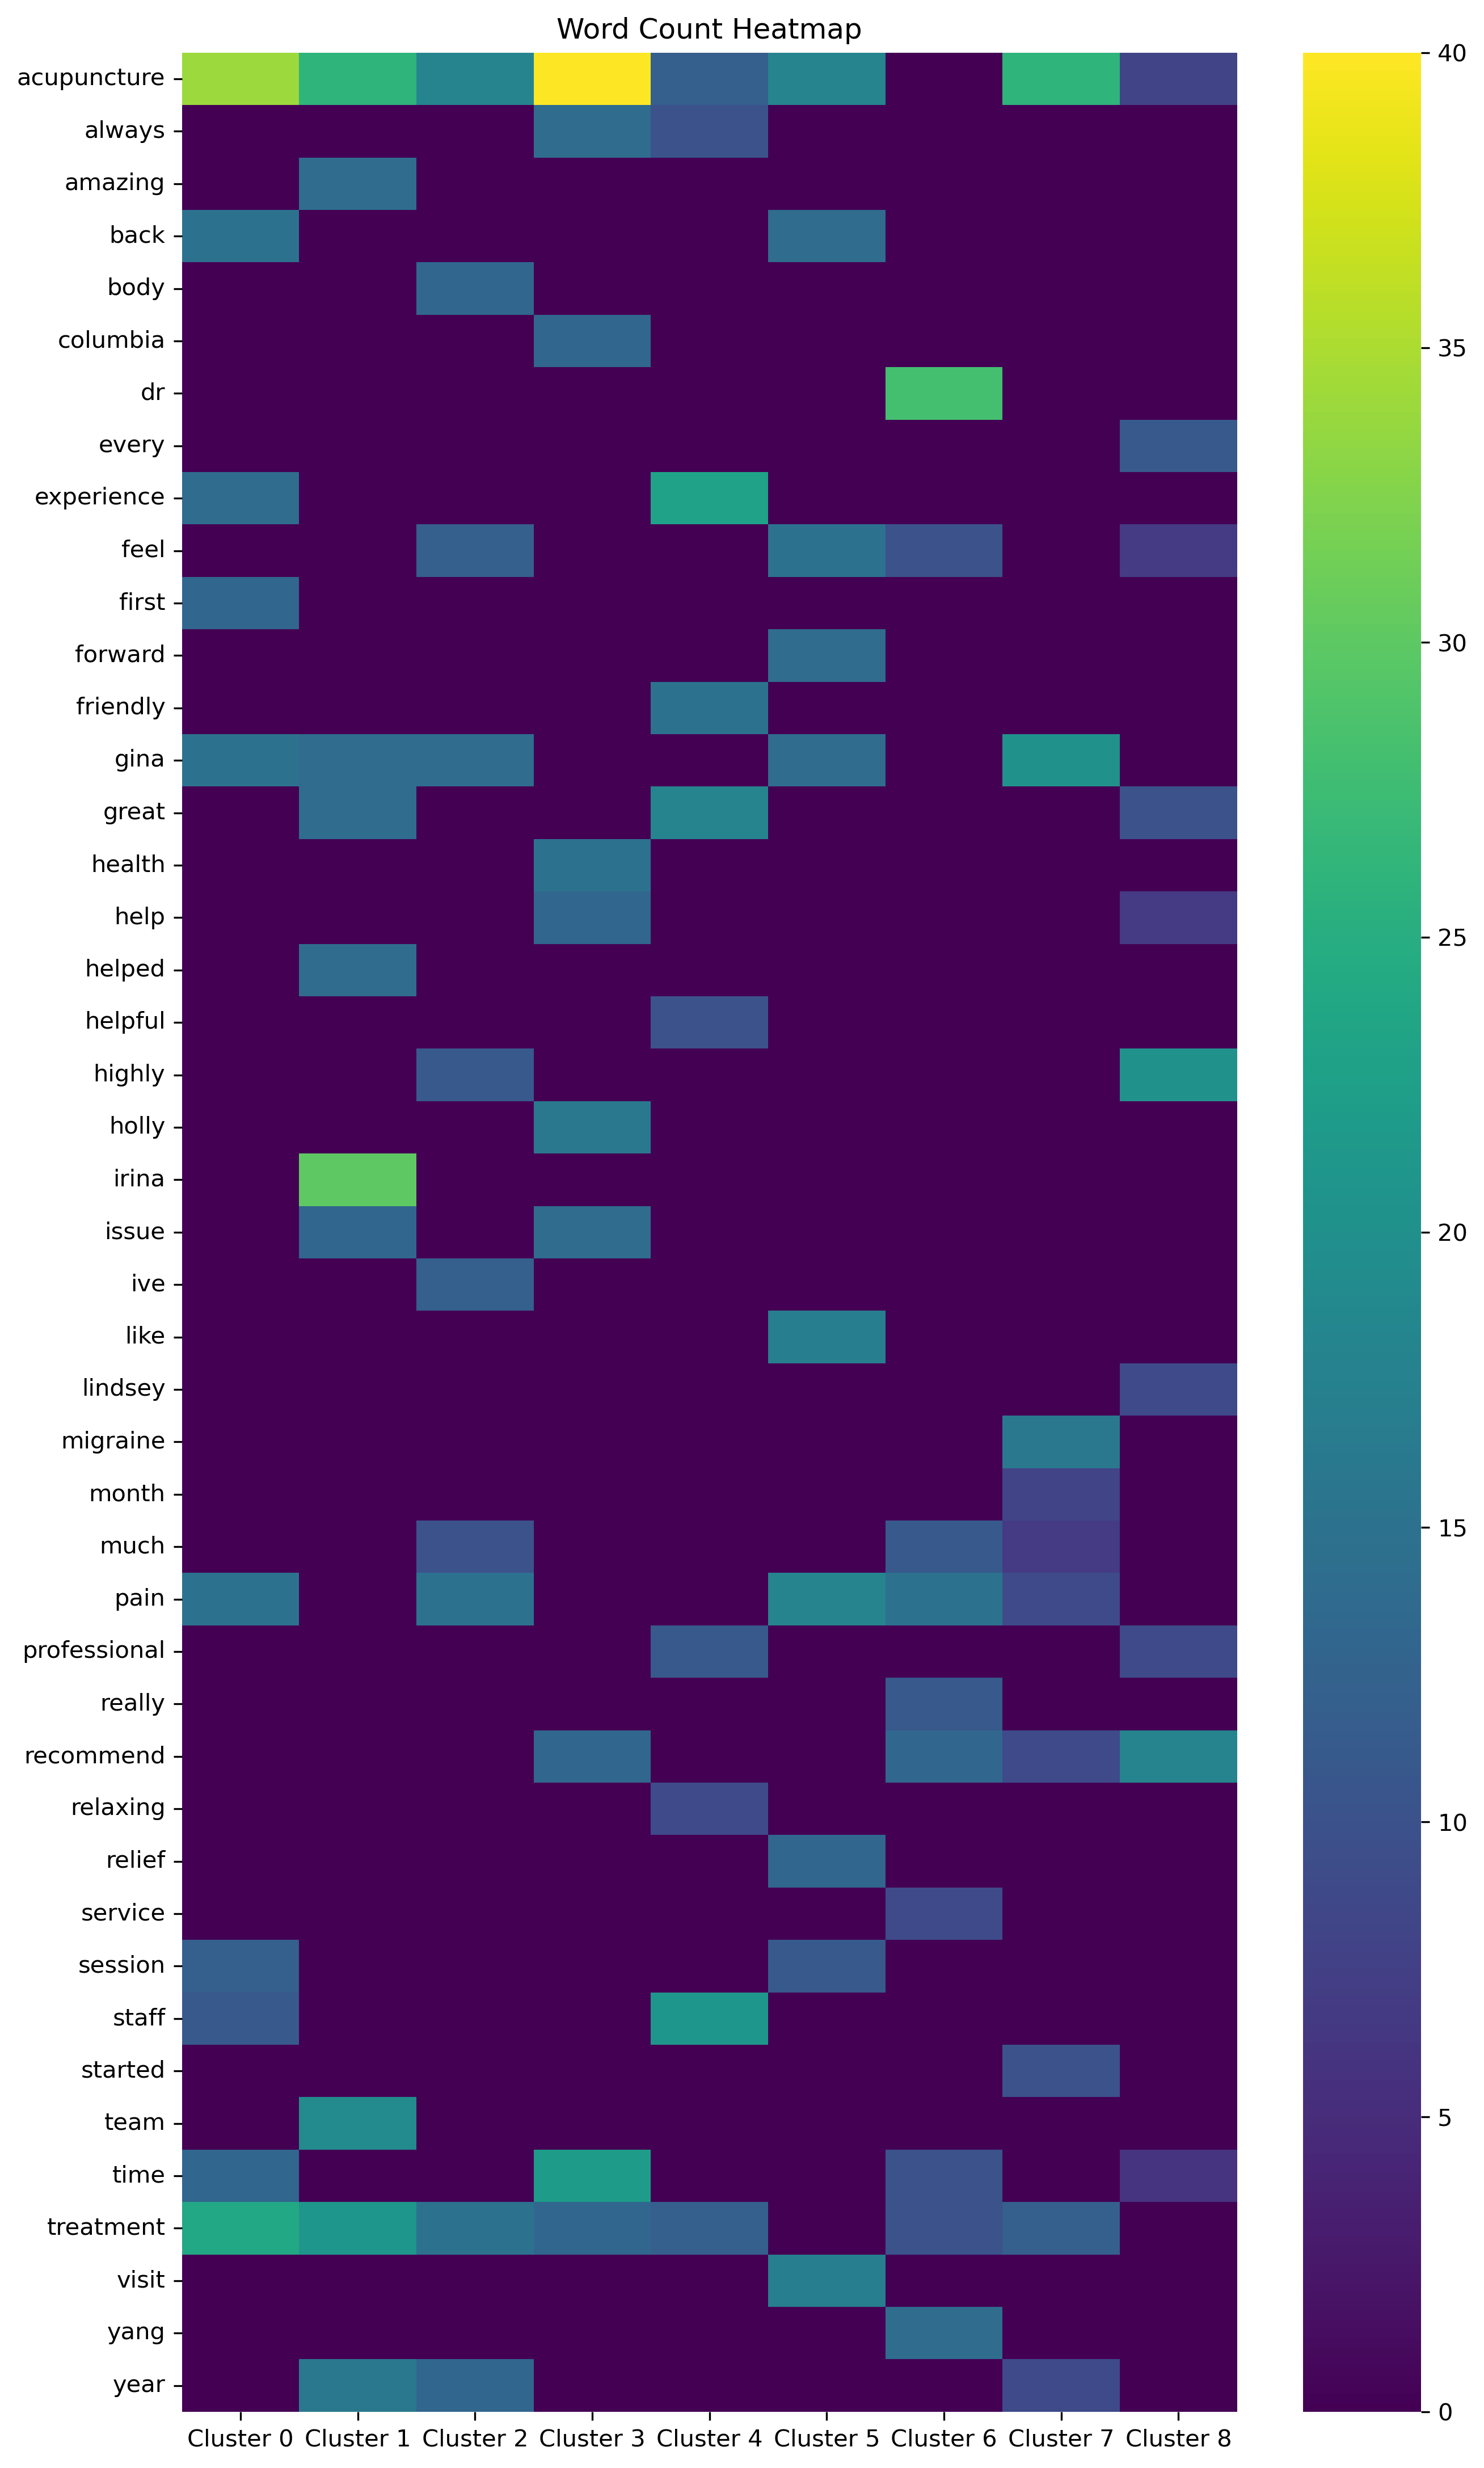 Word Count Heatmap
acupuncture
always
amazing
back
body
columbia
dr
every
experience
feel
first
forward
friendly
gina
great
health
help
helped
helpful
highly
holly
irina
issue
ive
like
lindsey
migraine
month
much
pain
professional
really
recommend
relaxing
relief
service
session
staff
started
team
time
treatment
visit
yang
year
Cluster 0 Cluster 1 Cluster 2 Cluster 3 Cluster 4 Cluster 5 Cluster 6 Cluster 7 Cluster 8
40
35
30
25
20
15
10
5
0